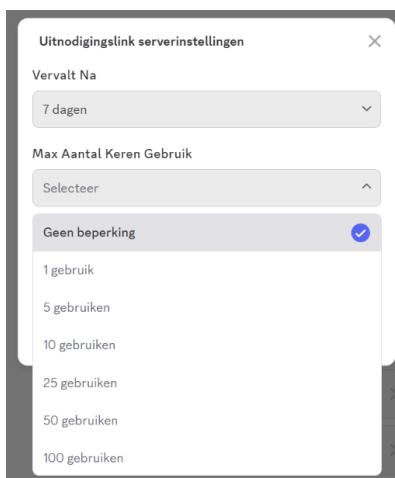 Uitnodigingslink serverinstellingen
Vervalt Na
7 dagen
Max Aantal Keren Gebruik
Selecteer
Geen beperking
1 gebruik
5 gebruiken
10 gebruiken
25 gebruiken
50 gebruiken
100 gebruiken